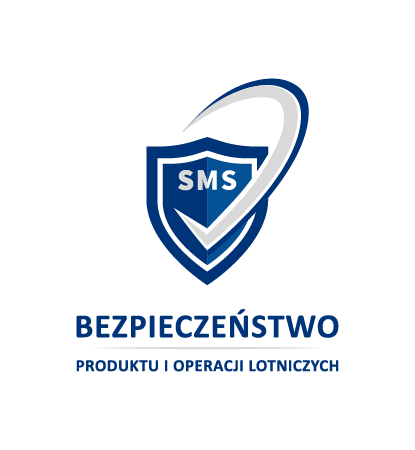 SMS
BEZPIECZEŃSTWO
PRODUKTU I OPERACJI LOTNICZYCH